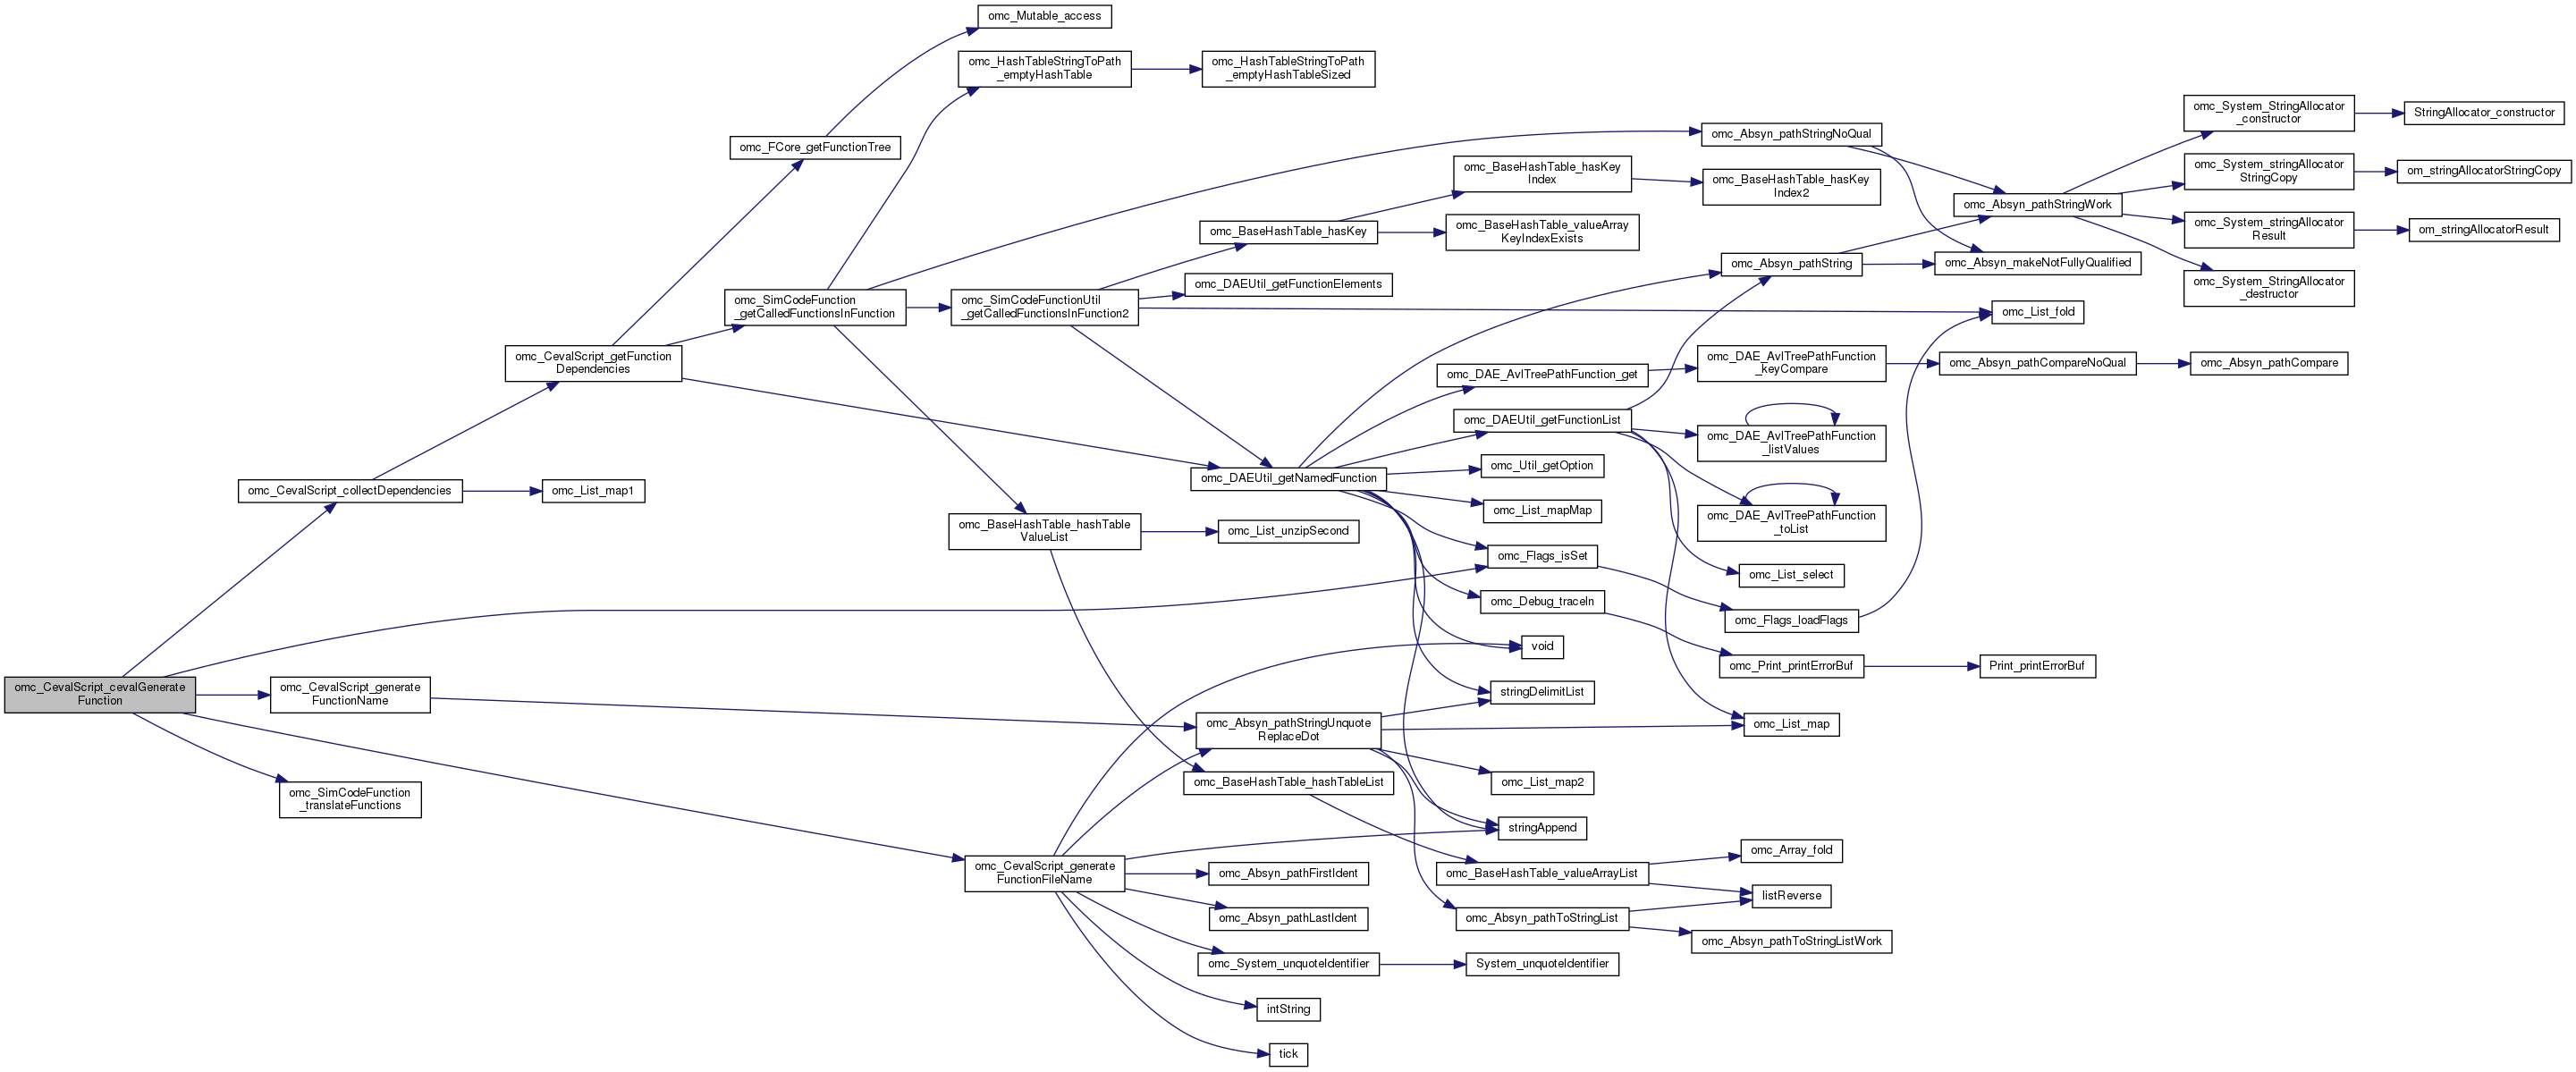 omc_Mutable_access
omc_HashTableStringToPath
_emptyHashTable
omc_HashTableStringToPath
_emptyHashTableSized
omc_System_StringAllocator
_constructor
StringAllocator_constructor
omc_Absyn_pathStringNoQual
omc_FCore_getFunctionTree
omc_BaseHashTable_hasKey
Index
omc_BaseHashTable_hasKey
Index2
omc_System_stringAllocator
StringCopy
om_stringAllocatorStringCopy
omc_Absyn_pathStringWork
omc_BaseHashTable_hasKey
omc_BaseHashTable_valueArray
KeyIndexExists
omc_System_stringAllocator
Result
om_stringAllocatorResult
omc_Absyn_pathString
omc_Absyn_makeNotFullyQualified
omc_System_StringAllocator
_destructor
omc_DAEUtil_getFunctionElements
omc_SimCodeFunction
_getCalledFunctionsInFunction
omc_SimCodeFunctionUtil
_getCalledFunctionsInFunction2
omc_List_fold
omc_CevalScript_getFunction
Dependencies
omc_DAE_AvlTreePathFunction_get
omc_DAE_AvlTreePathFunction
_keyCompare
omc_Absyn_pathCompareNoQual
omc_Absyn_pathCompare
omc_DAEUtil_getFunctionList
omc_DAE_AvlTreePathFunction
_listValues
omc_Util_getOption
omc_DAEUtil_getNamedFunction
omc_CevalScript_collectDependencies
omc_List_map1
omc_List_mapMap
omc_DAE_AvlTreePathFunction
_toList
omc_BaseHashTable_hashTable
ValueList
omc_List_unzipSecond
omc_Flags_isSet
omc_List_select
omc_Debug_traceln
omc_Flags_loadFlags
void
omc_Print_printErrorBuf
Print_printErrorBuf
omc_CevalScript_cevalGenerate
Function
omc_CevalScript_generate
FunctionName
stringDelimitList
omc_Absyn_pathStringUnquote
ReplaceDot
omc_List_map
omc_BaseHashTable_hashTableList
omc_List_map2
omc_SimCodeFunction
_translateFunctions
stringAppend
omc_Array_fold
omc_CevalScript_generate
FunctionFileName
omc_Absyn_pathFirstIdent
omc_BaseHashTable_valueArrayList
listReverse
omc_Absyn_pathLastIdent
omc_Absyn_pathToStringList
omc_Absyn_pathToStringListWork
omc_System_unquoteIdentifier
System_unquoteIdentifier
intString
tick